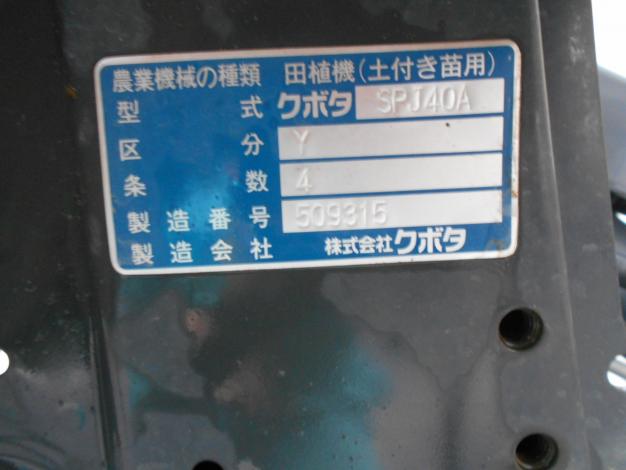 農業機械の種類 田植機(土付き苗用)
型式 クボタ SPJ40A
区分 Y
条数 4
製造番号 509315
製造会社 株式会社クボタ